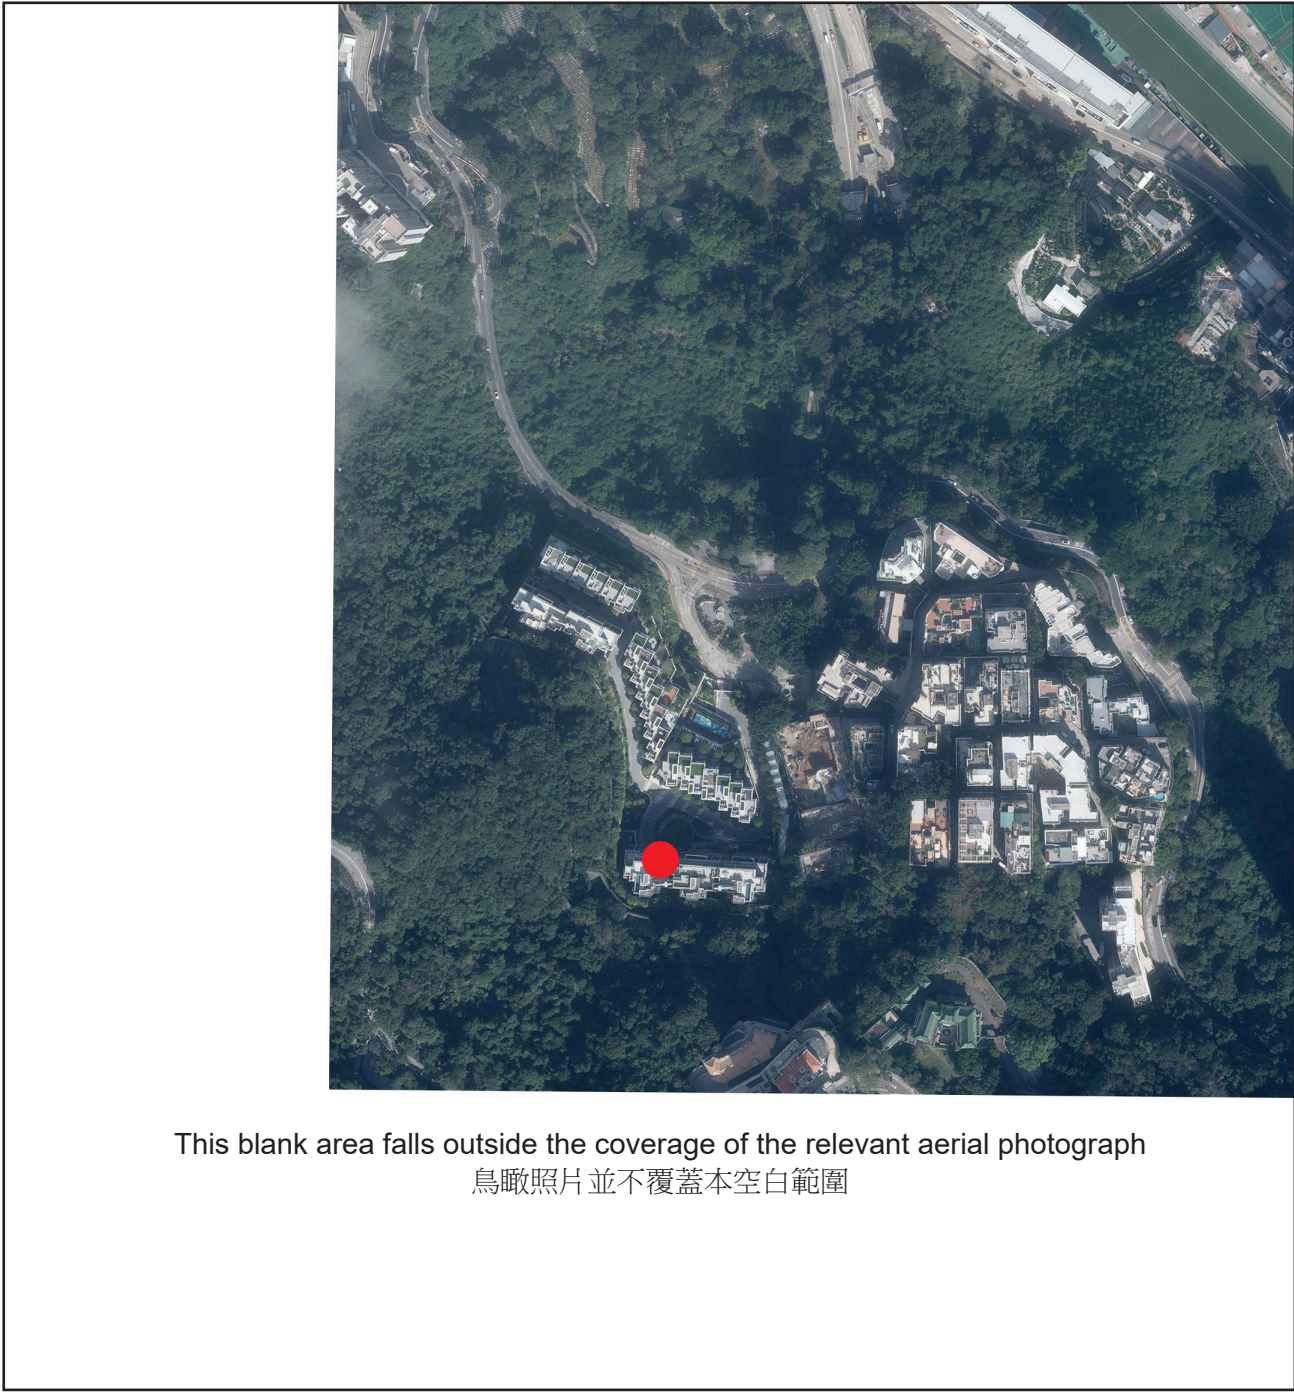 This blank area falls outside the coverage of the relevant aerial photograph
鳥瞰照片並不覆蓋本空白範圍